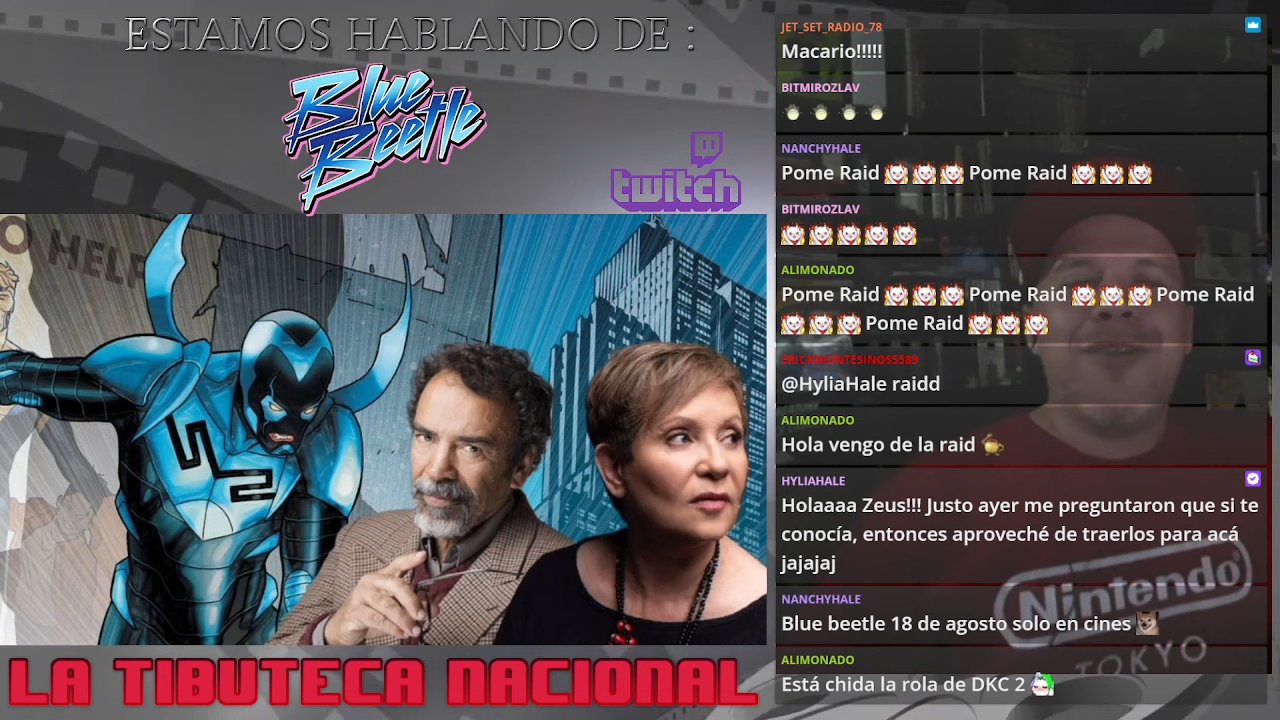 ESTAMOS HABLANDO DE :
Blue
Beetle
twitch
HELP
LA TIBUTECA NACIONAL
JET_SET_RADIO_78
Macario!!!!!
BITMIROZLAV
NANCHYHALE
Pome Raid Pome Raid
BITMIROZLAV
ALIMONADO
Pome Raid Pome Raid Pome Raid
Pome Raid
ERICKMONTESINOS5589
@HyliaHale raidd
ALIMONADO
Hola vengo de la raid
HYLIAHALE
Holaaaa Zeus!!! Justo ayer me preguntaron que si te
conocía, entonces aproveché de traerlos para acá
jajajaj
NANCHYHALE
Blue beetle 18 de agosto solo en cines
ALIMONADO
Está chida la rola de DKC 2
Nintendo
TOKYO